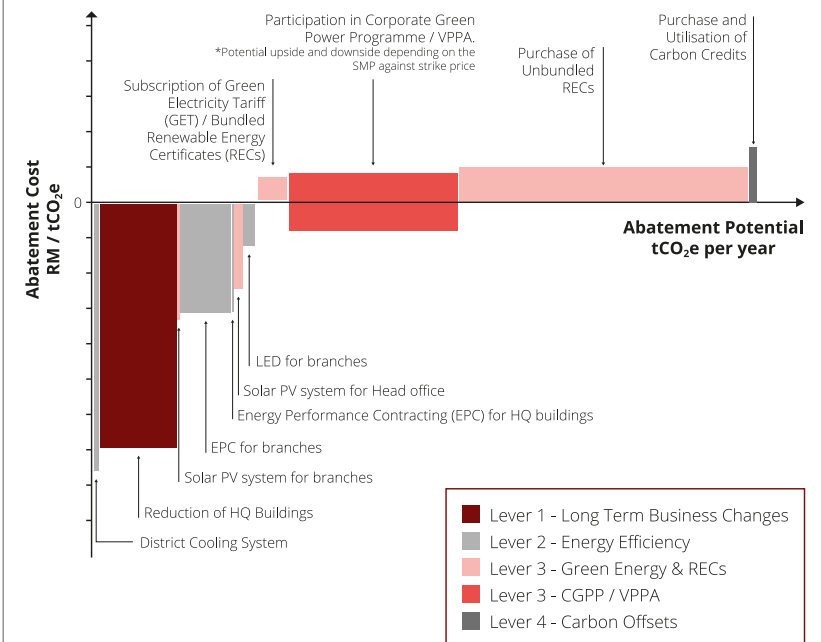 Participation in Corporate Green
Power Programme / VPPA.
*Potential upside and downside depending on the
SMP against strike price
Purchase and
Utilisation of
Carbon Credits
Purchase of
Unbundled
RECs
Subscription of Green
Electricity Tariff
(GET) / Bundled
Renewable Energy
Certificates (RECs)
Abatement Cost
RM / tCO₂e
0
Abatement Potential
tCO₂e per year
LED for branches
Solar PV system for Head office
Energy Performance Contracting (EPC) for HQ buildings
EPC for branches
Solar PV system for branches
Reduction of HQ Buildings
District Cooling System
Lever 1 - Long Term Business Changes
Lever 2 - Energy Efficiency
Lever 3 - Green Energy & RECs
Lever 3 - CGPP / VPPA
Lever 4 - Carbon Offsets